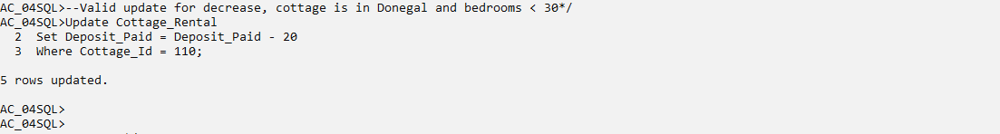 AC_04SQL>--Valid update for decrease, cottage is in Donegal and bedrooms < 30*/
AC_04SQL>Update Cottage_Rental
  2  Set Deposit_Paid = Deposit_Paid - 20
  3  Where Cottage_Id = 110;

5 rows updated.

AC_04SQL>
AC_04SQL>